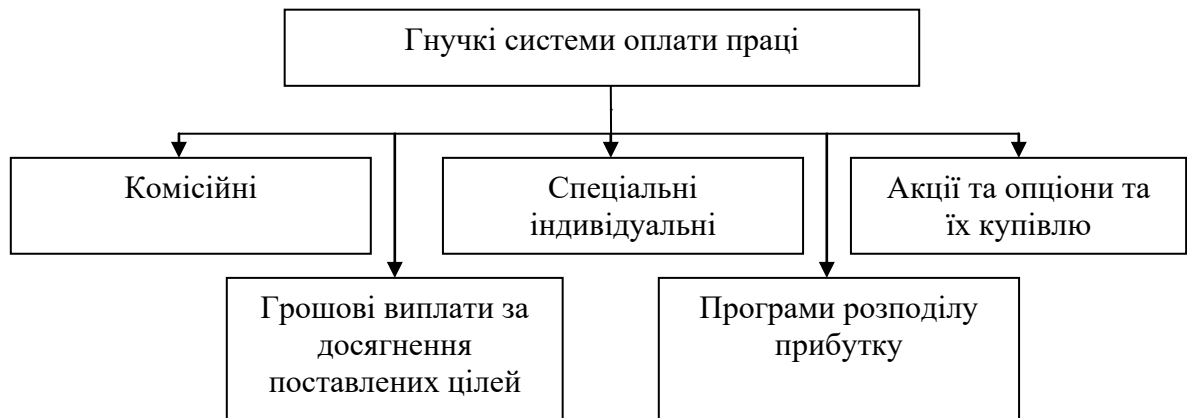 Гнучкі системи оплати праці
Комісійні
Спеціальні
індивідуальні
Акції та опціони та
їх купівлю
Грошові виплати за
досягнення
поставлених цілей
Програми розподілу
прибутку